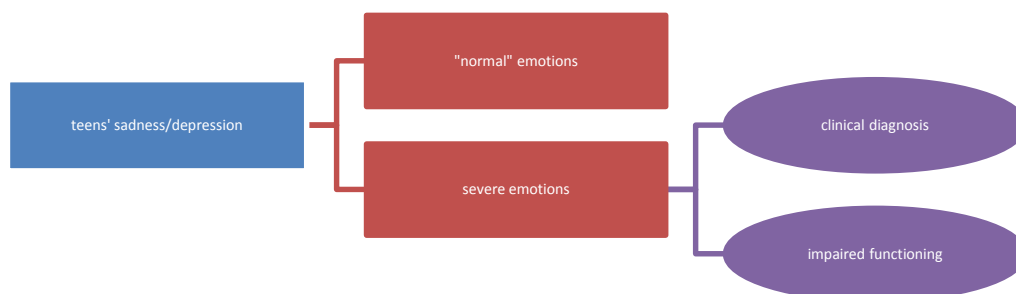 teens' sadness/depression
"normal" emotions
severe emotions
clinical diagnosis
impaired functioning